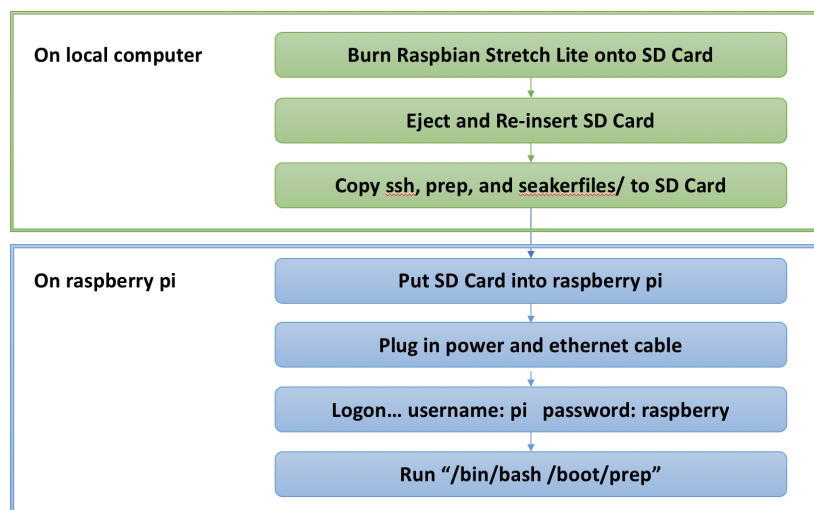 On local computer
Burn Raspbian Stretch Lite onto SD Card
Eject and Re-insert SD Card
Copy ssh, prep, and seakerfiles/ to SD Card
On raspberry pi
Put SD Card into raspberry pi
Plug in power and ethernet cable
Logon... username: pi   password: raspberry
Run “/bin/bash /boot/prep”